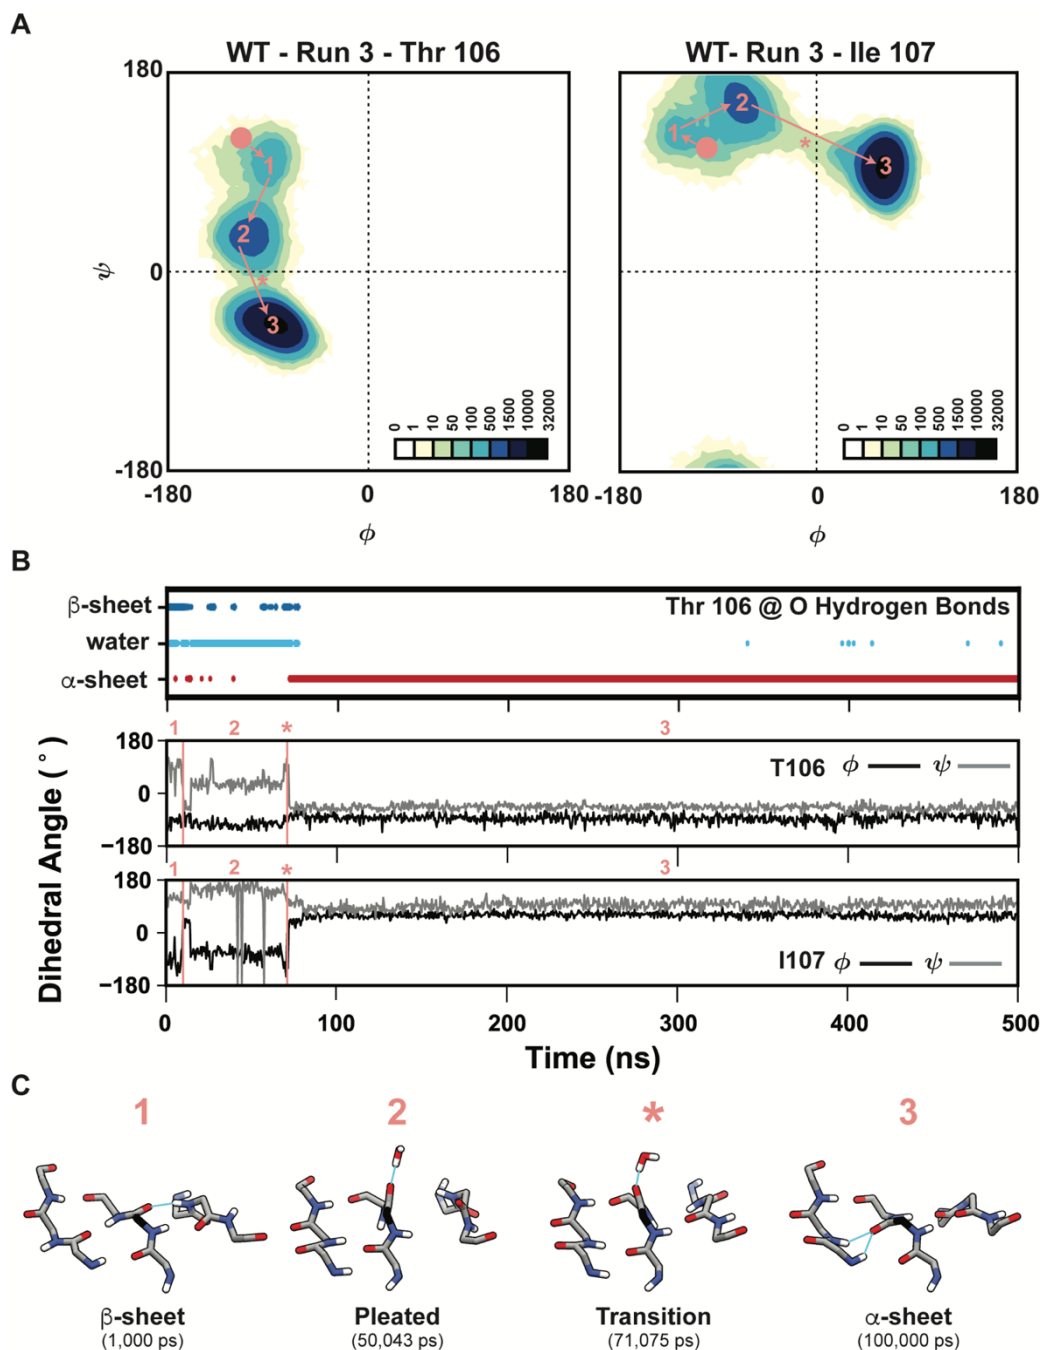 A
WT - Run 3 - Thr 106
WT- Run 3 - Ile 107
180
ψ
0
-180
1
2
*
3
0 1 10 50 100 500 1500 10000 32000
1
2
*
3
0 1 10 50 100 500 1500 10000 32000
-180 0 180
-180 0 180
ϕ
ϕ
B
β-sheet
water
α-sheet
Thr 106 @ O Hydrogen Bonds
1 2 * 3
Dihedral Angle (°)
180
0
−180
T106 ϕ ψ
1 2 * 3
180
0
−180
I107 ϕ ψ
0 100 200 300 400 500
Time (ns)
C
1 2 * 3
β-sheet Pleated Transition α-sheet
(1,000 ps) (50,043 ps) (71,075 ps) (100,000 ps)